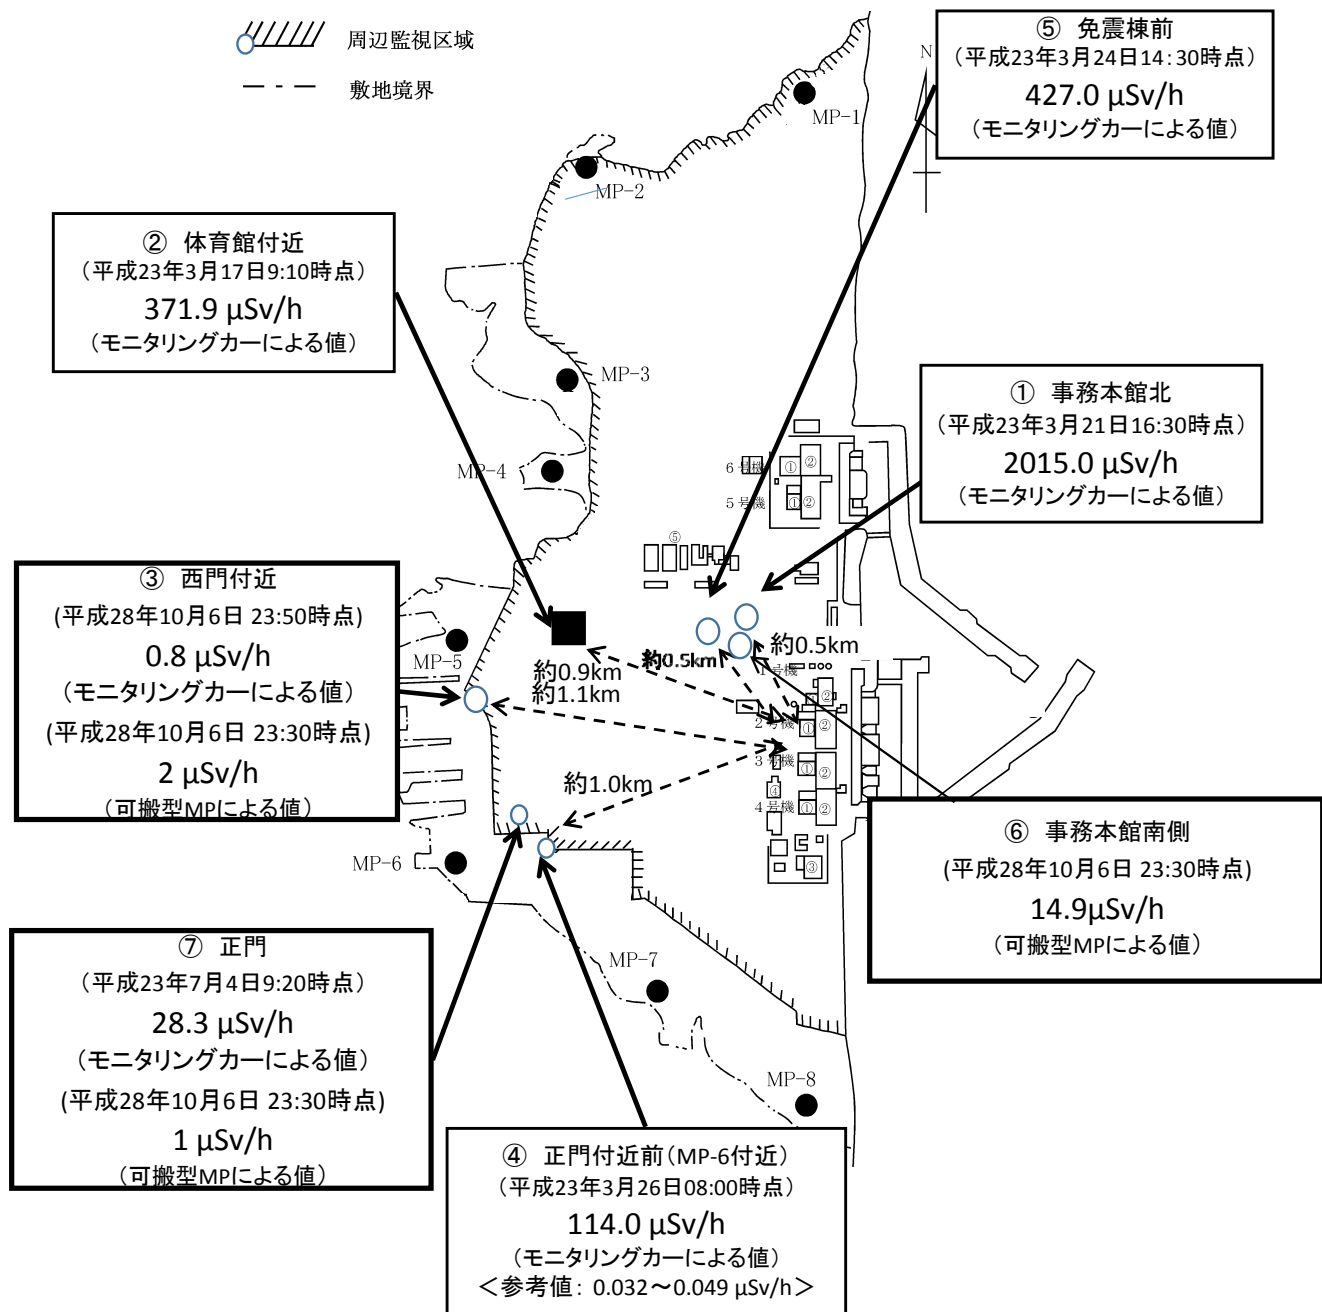 周辺監視区域
敷地境界
⑤ 免震棟前
（平成23年3月24日14：30時点）
427.0 μSv/h
（モニタリングカーによる値）
N
MP-1
MP-2
② 体育館付近
（平成23年3月17日9:10時点）
371.9 μSv/h
（モニタリングカーによる値）
MP-3
① 事務本館北
（平成23年3月21日16:30時点）
2015.0 μSv/h
（モニタリングカーによる値）
MP-4
6号機
①
②
5号機
①
②
⑤
③ 西門付近
(平成28年10月6日 23:50時点)
0.8 μSv/h
（モニタリングカーによる値）
(平成28年10月6日 23:30時点)
2 μSv/h
（可搬型MPによる値）
MP-5
約0.5km
約0.5km
約0.9km
約1.1km
1号機
②
2号機
①
②
3号機
①
②
④
4号機
①
②
③
約1.0km
MP-6
⑥ 事務本館南側
(平成28年10月6日 23:30時点)
14.9μSv/h
（可搬型MPによる値）
⑦ 正門
（平成23年7月4日9:20時点）
28.3 μSv/h
（モニタリングカーによる値）
(平成28年10月6日 23:30時点)
1 μSv/h
（可搬型MPによる値）
MP-7
MP-8
④ 正門付近前（MP-6付近）
（平成23年3月26日08:00時点）
114.0 μSv/h
（モニタリングカーによる値）
＜参考値：0.032～0.049 μSv/h＞